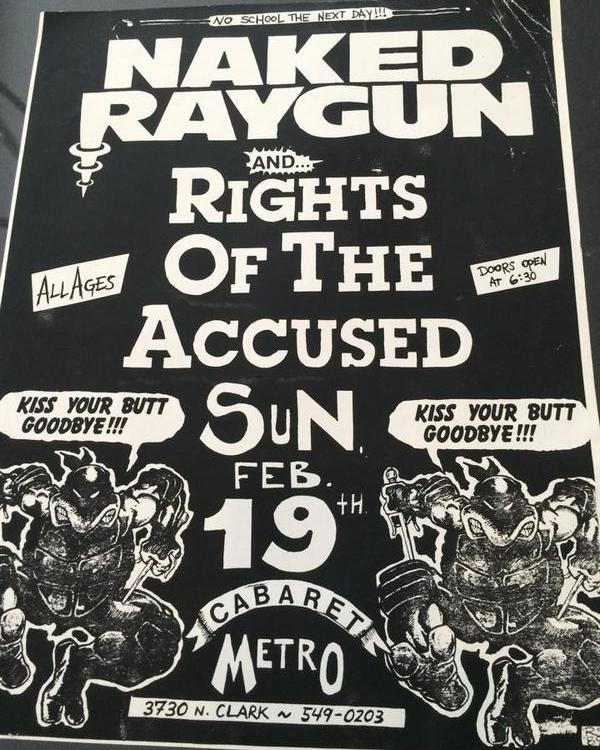 NO SCHOOL THE NEXT DAY!!!
NAKED
RAYGUN
AND...
RIGHTS
OF THE
ALL AGES
DOORS OPEN
AT 6:30
ACCUSED
KISS YOUR BUTT
GOODBYE!!!
SUN.
KISS YOUR BUTT
GOODBYE!!!
FEB.
19TH.
CABARET
METRO
3730 N. CLARK ~ 549-0203